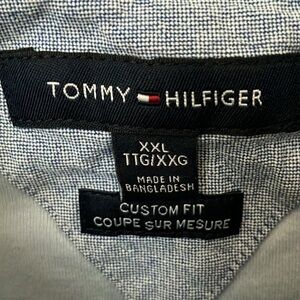 TOMMY HILFIGER
XXL
TTG/XXG
MADE IN
BANGLADESH
CUSTOM FIT
COUPE SUR MESURE